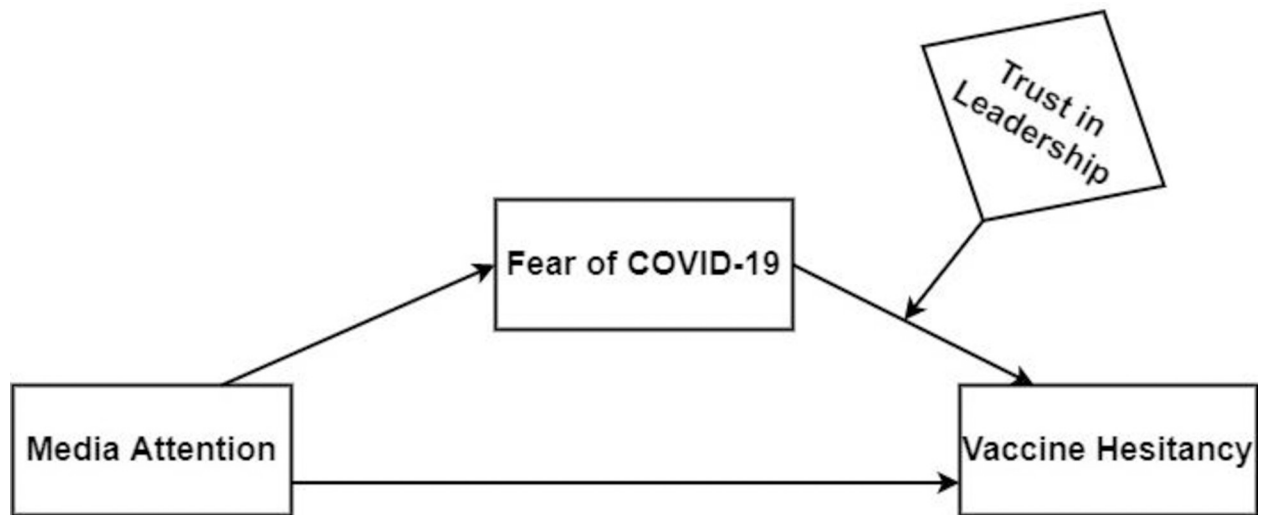 Trust in
Leadership
Fear of COVID-19
Media Attention
Vaccine Hesitancy